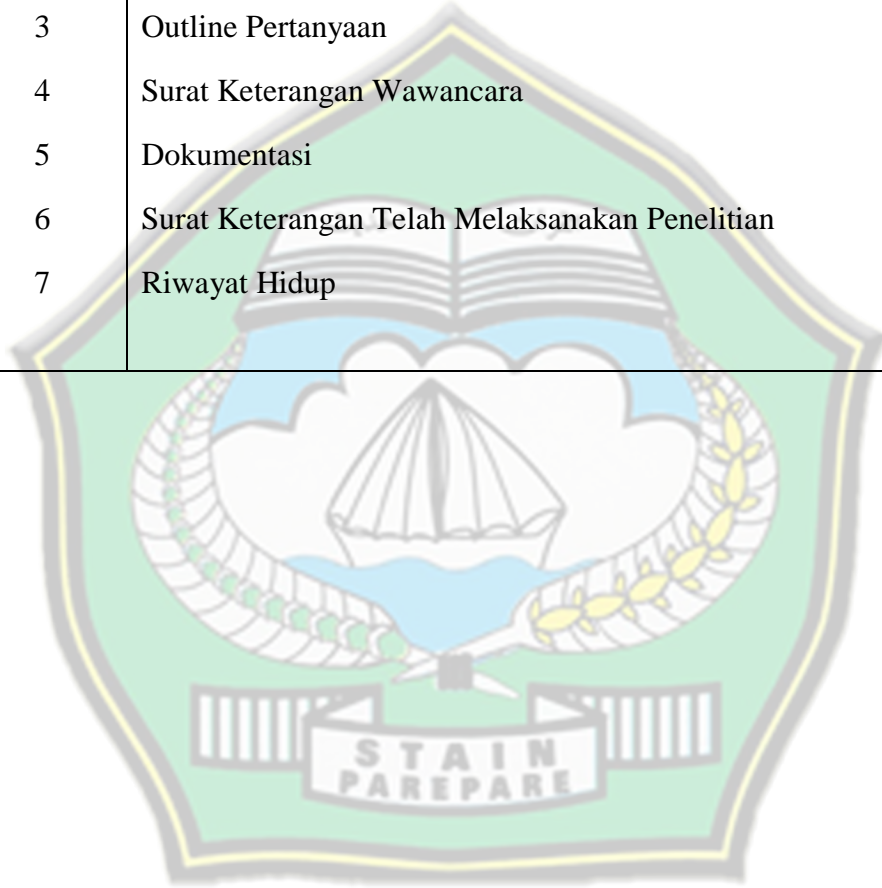 3 Outline Pertanyaan
4 Surat Keterangan Wawancara
5 Dokumentasi
6 Surat Keterangan Telah Melaksanakan Penelitian
7 Riwayat Hidup
STAIN
PAREPARE